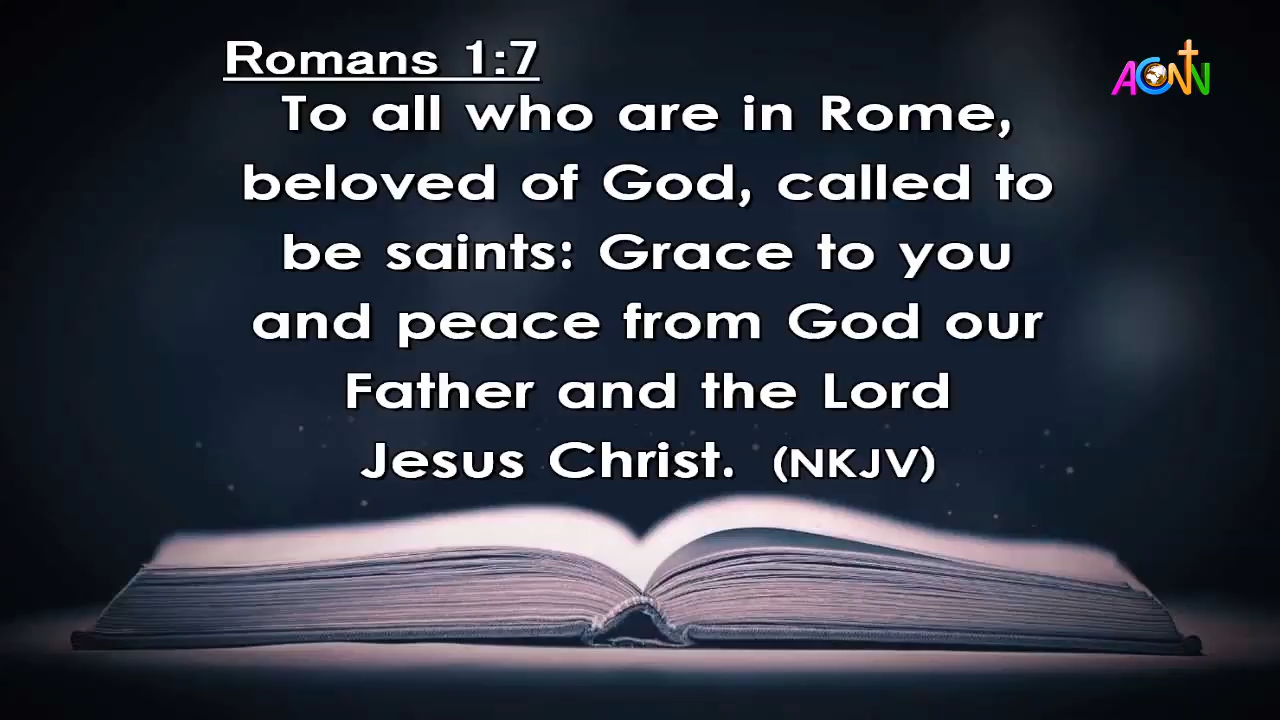 Romans 1:7
To all who are in Rome,
beloved of God, called to
be saints: Grace to you
and peace from God our
Father and the Lord
Jesus Christ. (NKJV)
ACNN